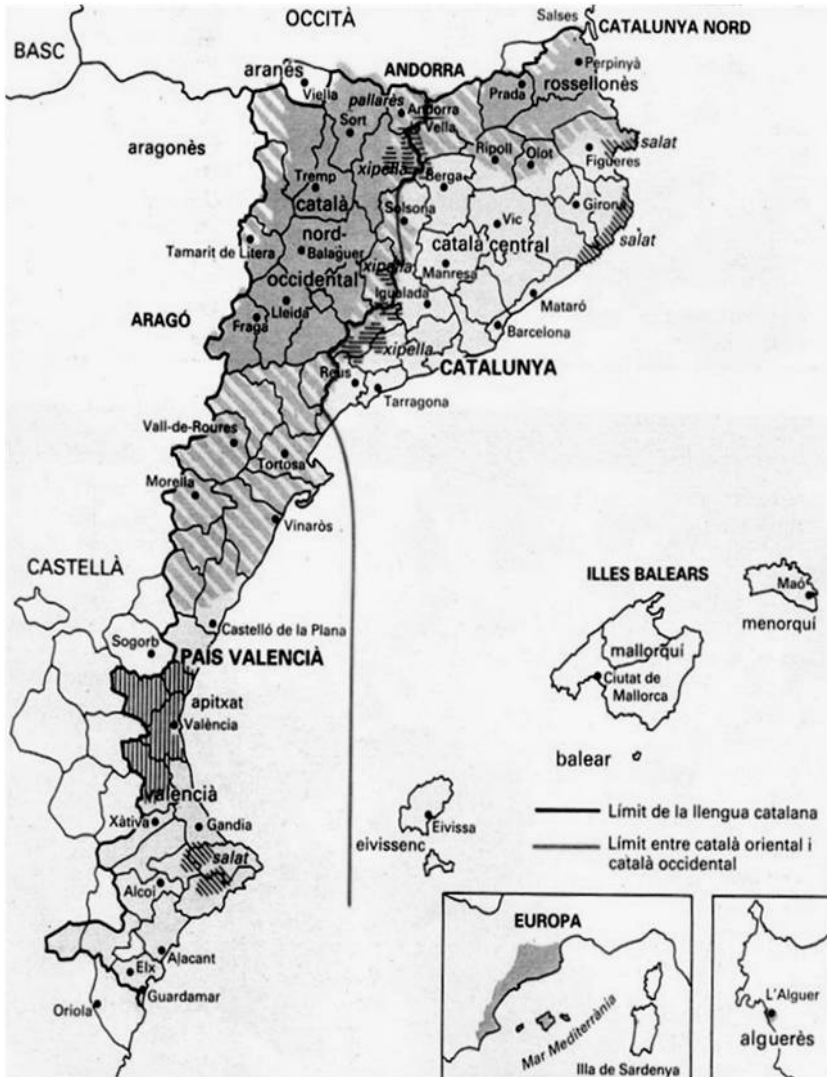 OCCITÀ
Salses
CATALUNYA NORD
BASC
ANDORRA
Perpinyà
aranès
Viella
Prada
rossellonès
pallarès
Andorra
la Vella
Sort
aragonès
Ripoll
Olot
salat
Figueres
xipella
Tremp
Berga
català
Solsona
Girona
Vic
nord-
català central
salat
Tamarit de Litera
Balaguer
xipella
Manresa
occidental
Igualada
Mataró
ARAGÓ
Lleida
Fraga
Barcelona
xipella
CATALUNYA
Reus
Tarragona
Vall-de-Roures
Tortosa
Morella
Vinaròs
CASTELLÀ
ILLES BALEARS
Maó
menorquí
Castelló de la Plana
Sogorb
PAÍS VALENCIÀ
mallorquí
Ciutat de
Mallorca
apitxat
València
balear
valencià
Xàtiva
Gandia
Eivissa
eivissenc
Límit de la llengua catalana
Límit entre català oriental i
català occidental
salat
Alcoi
EUROPA
Alacant
Elx
Guardamar
Oriola
Mar Mediterrània
Illa de Sardenya
L'Alguer
alguerès